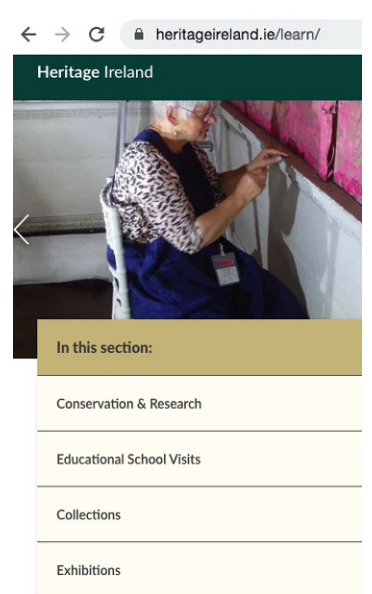 heritageireland.ie/learn/
Heritage Ireland
In this section:
Conservation & Research
Educational School Visits
Collections
Exhibitions